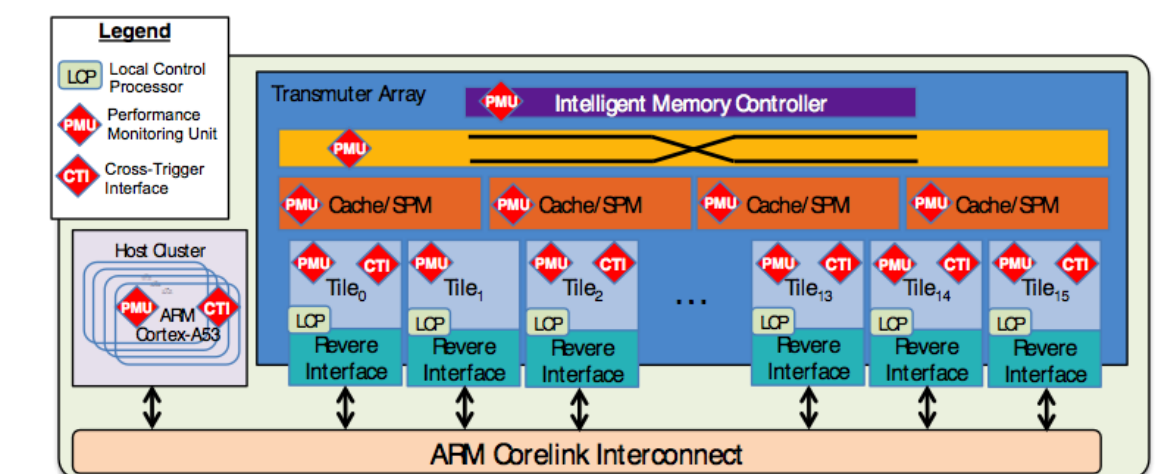 Legend
LCP
Local Control
Processor
PMU
Performance
Monitoring Unit
CTI
Cross-Trigger
Interface
Transmuter Array
PMU
Intelligent Memory Controller
PMU
PMU Cache/SPM
PMU Cache/SPM
PMU Cache/SPM
PMU Cache/SPM
Host Cluster
PMU
CTI
ARM
Cortex-A53
PMU CTI
Tile0
LCP
Revere
Interface
PMU
Tile1
LCP
Revere
Interface
PMU CTI
Tile2
LCP
Revere
Interface
...
PMU CTI
Tile13
LCP
Revere
Interface
PMU CTI
Tile14
LCP
Revere
Interface
PMU CTI
Tile15
LCP
Revere
Interface
ARM Corelink Interconnect